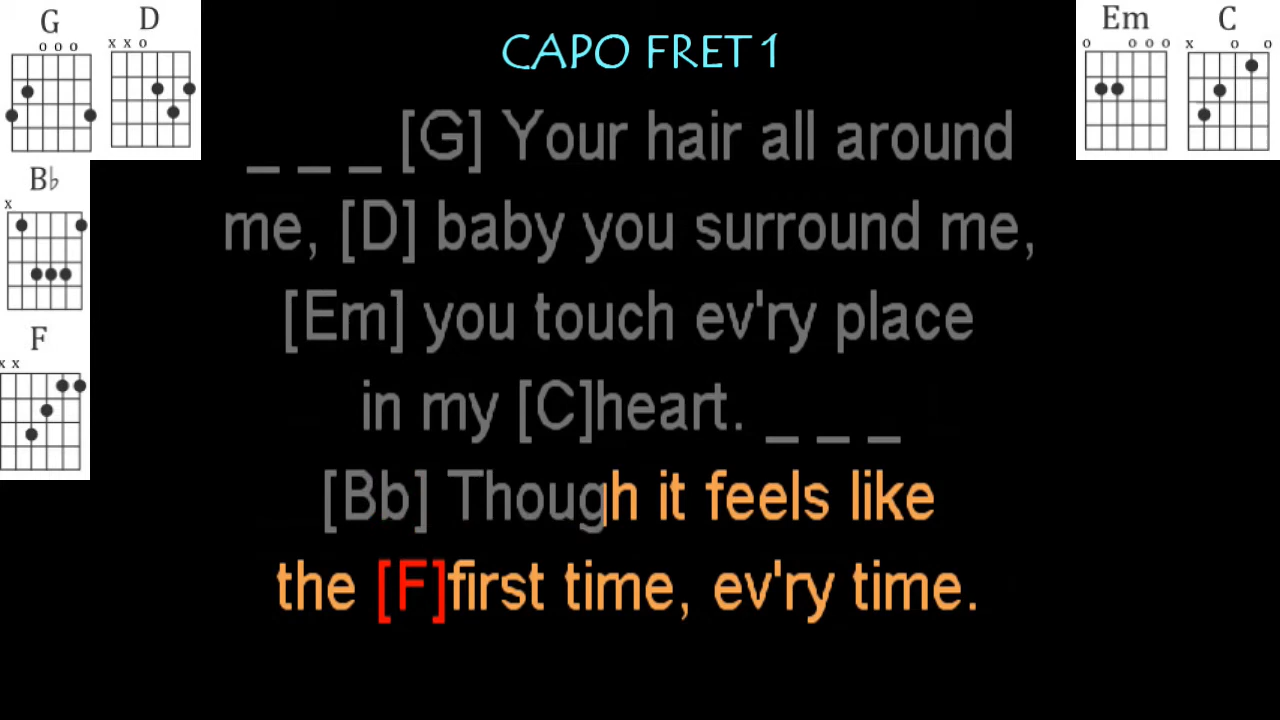 G D
x x o
o o o
CAPO FRET 1
Em C
o o o o x o o
_ _ _ [G] Your hair all around
me, [D] baby you surround me,
[Em] you touch ev'ry place
in my [C]heart. _ _ _
[Bb] Though it feels like
the [F]first time, ev'ry time.
B♭
x
F
x x